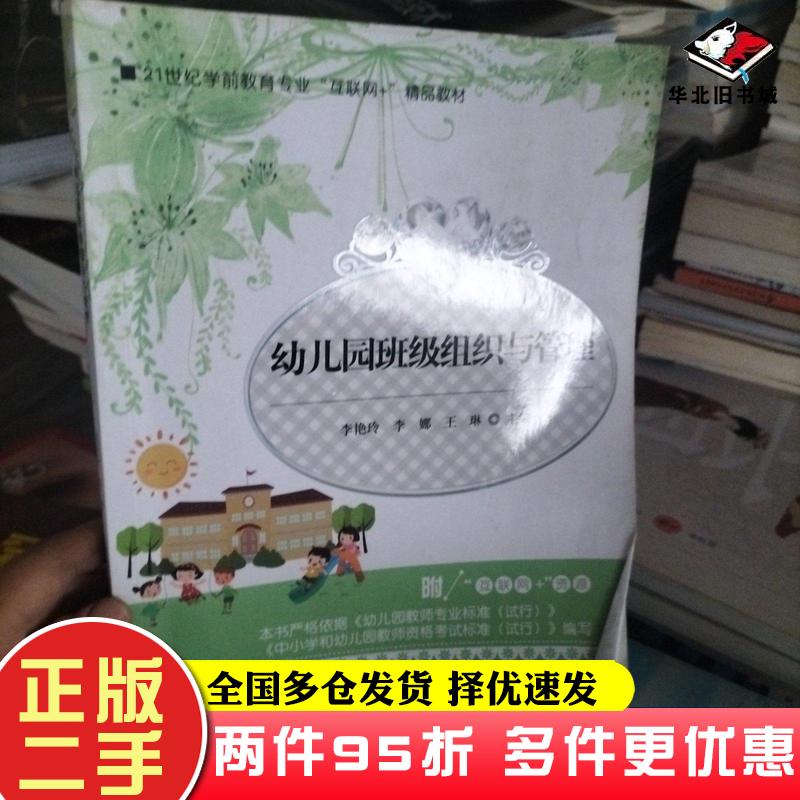 华北旧书城
21世纪学前教育专业“互联网+”精品教材
幼儿园班级组织与管理
李艳玲 李娜 王琳 主
附 “互联网+”资源
本书严格依据《幼儿园教师专业标准(试行)》
《中小学和幼儿园教师资格考试标准(试行)》编写
正版
二手
全国多仓发货 择优速发
两件95折 多件更优惠